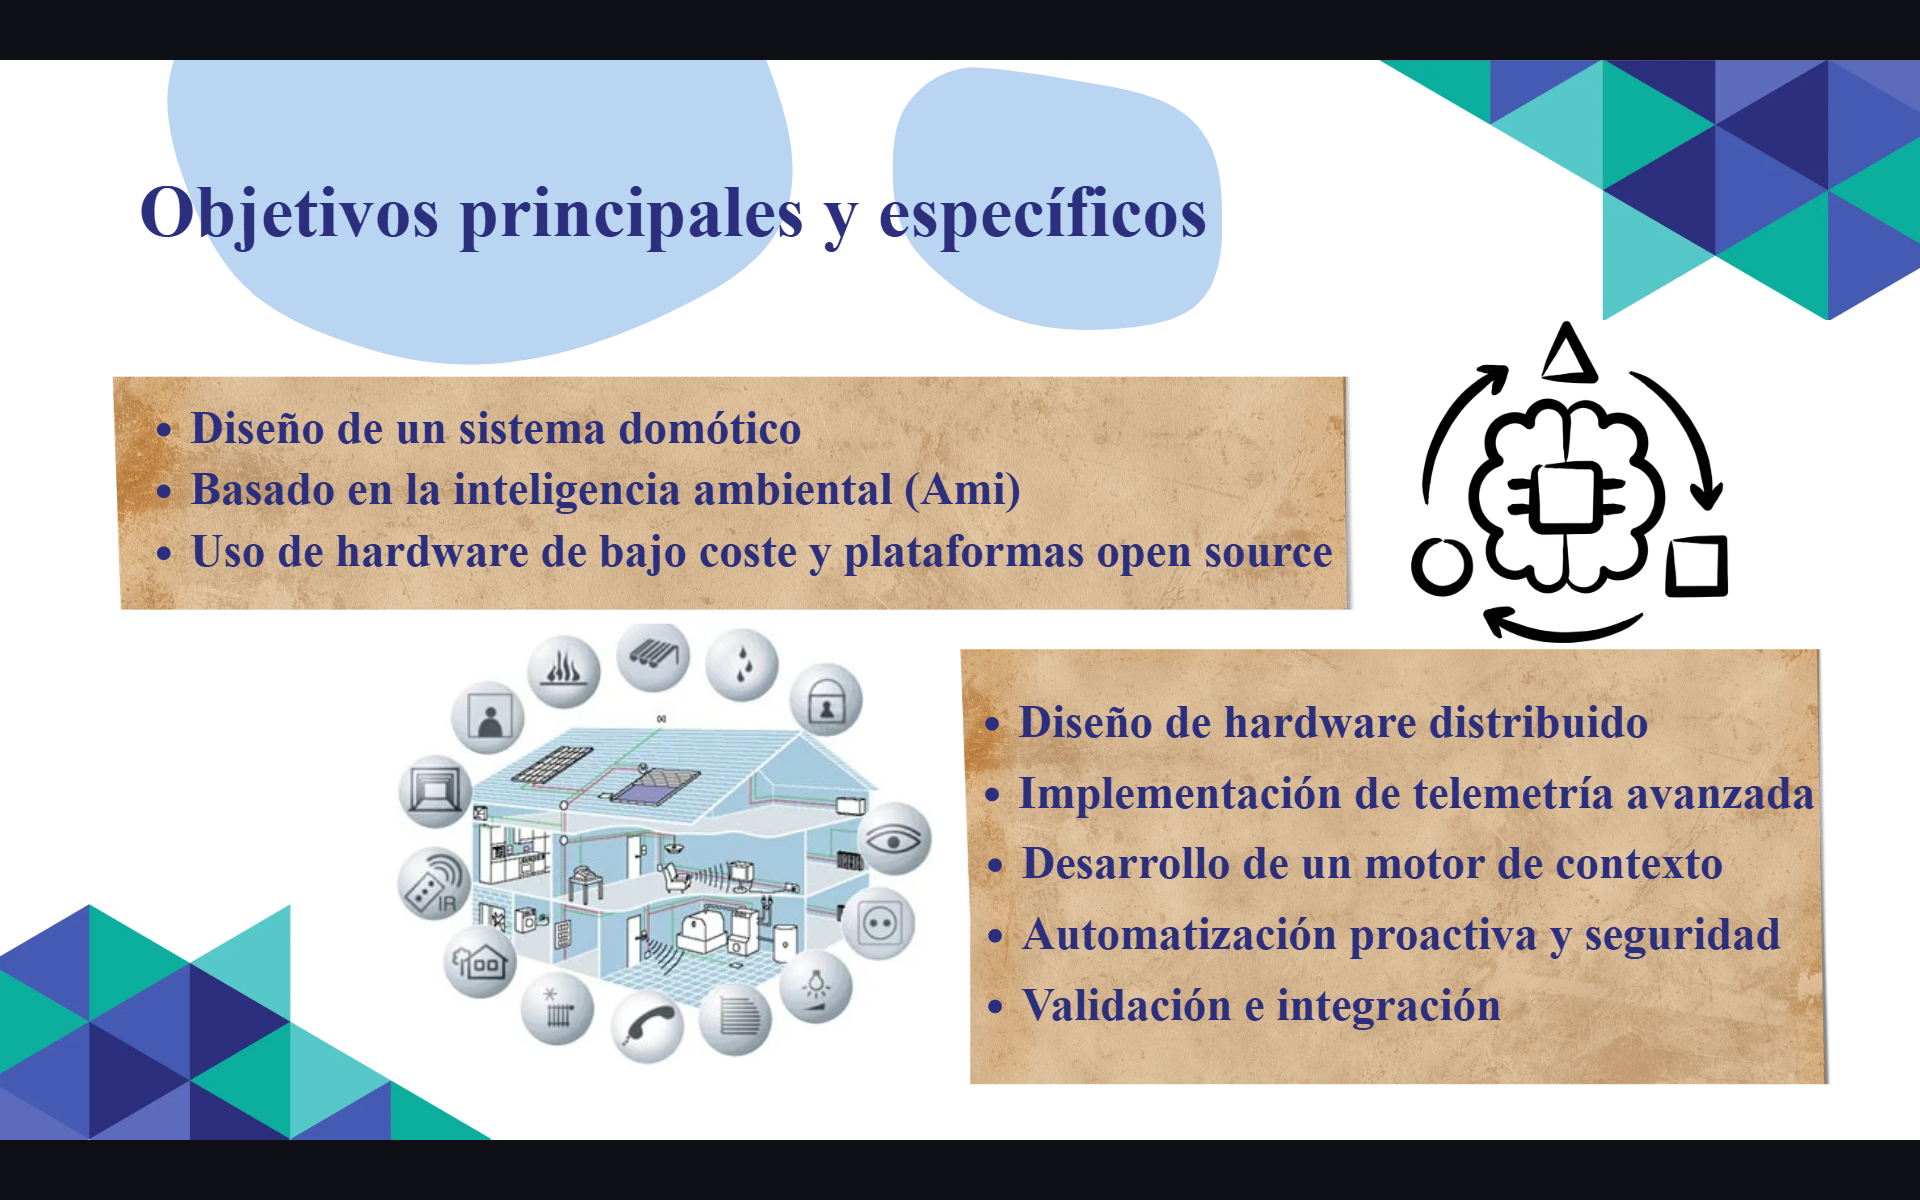 Objetivos principales y específicos
• Diseño de un sistema domótico
• Basado en la inteligencia ambiental (Ami)
• Uso de hardware de bajo coste y plataformas open source
IR
• Diseño de hardware distribuido
• Implementación de telemetría avanzada
• Desarrollo de un motor de contexto
• Automatización proactiva y seguridad
• Validación e integración